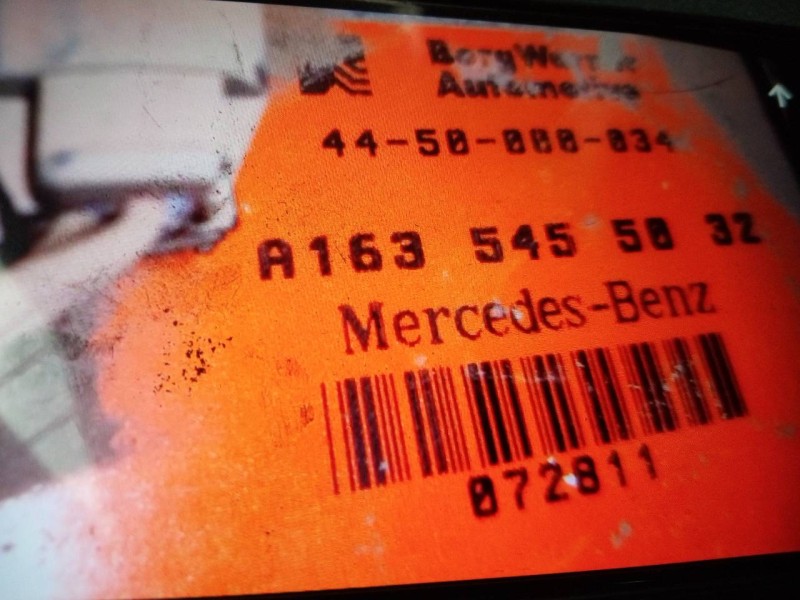 BorgWarner
Automotive
44-50-000-034
A163 545 50 32
Mercedes-Benz
072811